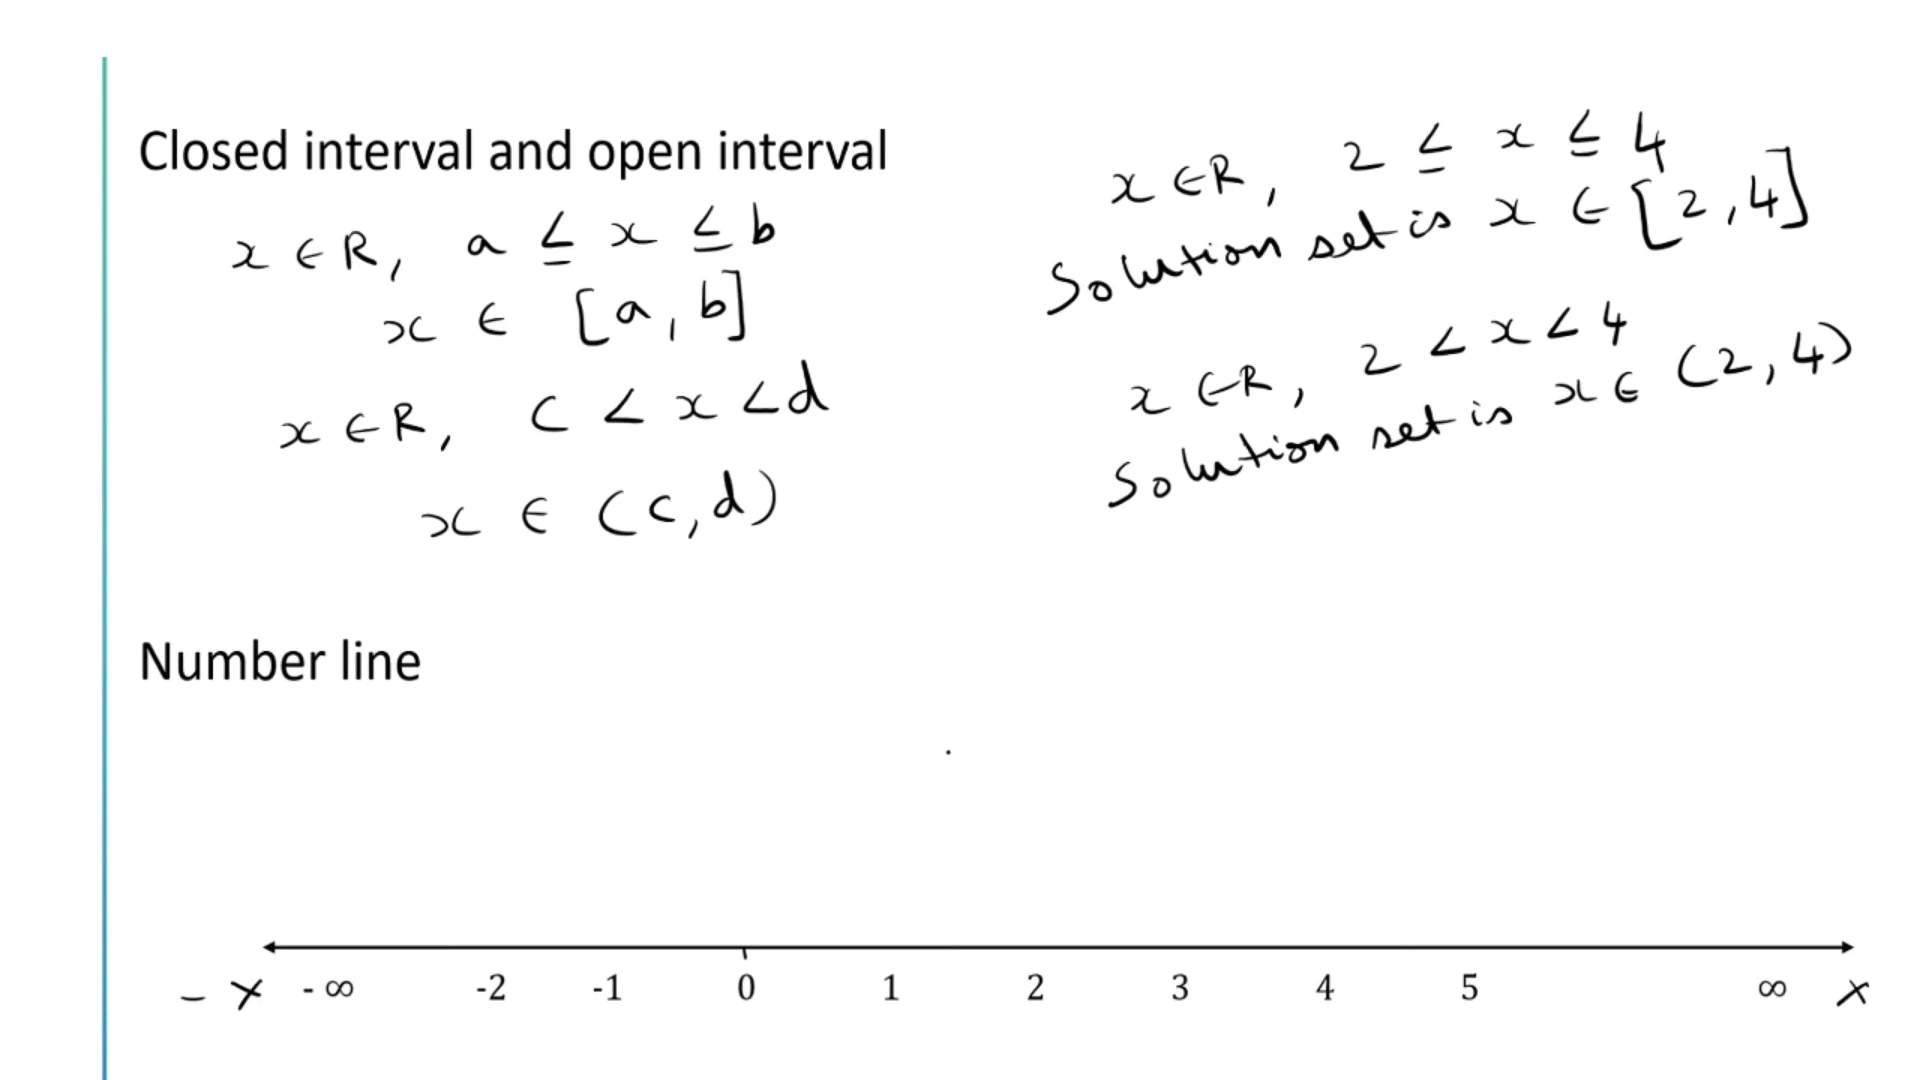 Closed interval and open interval
x ∈ R, a ≤ x ≤ b
x ∈ [a, b]
x ∈ R, c < x < d
x ∈ (c, d)
x ∈ R, 2 ≤ x ≤ 4
Solution set is x ∈ [2, 4]
x ∈ R, 2 < x < 4
Solution set is x ∈ (2, 4)
Number line
- X - ∞ -2 -1 0 1 2 3 4 5 ∞ X